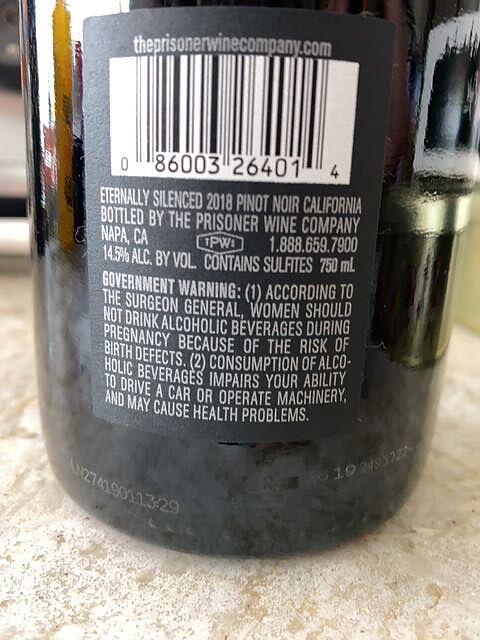 theprisonerwinecompany.com
0 86003 26401 4
ETERNALLY SILENCED 2018 PINOT NOIR CALIFORNIA
BOTTLED BY THE PRISONER WINE COMPANY
NAPA, CA TPWC 1.888.659.7900
14.5% ALC. BY VOL. CONTAINS SULFITES 750 mL
GOVERNMENT WARNING: (1) ACCORDING TO
THE SURGEON GENERAL, WOMEN SHOULD
NOT DRINK ALCOHOLIC BEVERAGES DURING
PREGNANCY BECAUSE OF THE RISK OF
BIRTH DEFECTS. (2) CONSUMPTION OF ALCO-
HOLIC BEVERAGES IMPAIRS YOUR ABILITY
TO DRIVE A CAR OR OPERATE MACHINERY,
AND MAY CAUSE HEALTH PROBLEMS.
LN274190113:29